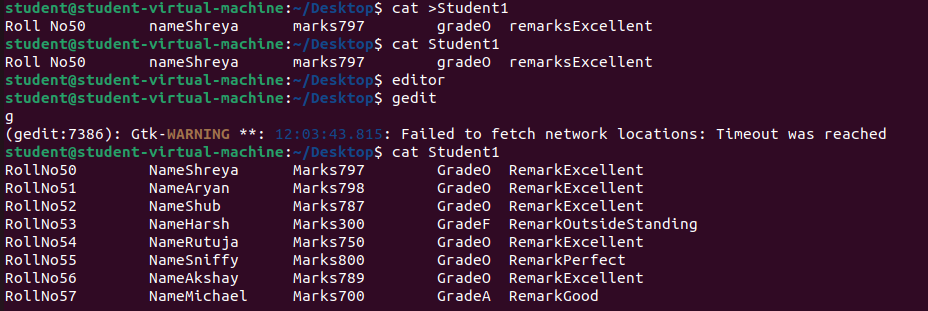 student@student-virtual-machine:~/Desktop$ cat >Student1
Roll No50 nameShreya marks797 gradeO remarksExcellent
student@student-virtual-machine:~/Desktop$ cat Student1
Roll No50 nameShreya marks797 gradeO remarksExcellent
student@student-virtual-machine:~/Desktop$ editor
student@student-virtual-machine:~/Desktop$ gedit
g
(gedit:7386): Gtk-WARNING **: 12:03:43.815: Failed to fetch network locations: Timeout was reached
student@student-virtual-machine:~/Desktop$ cat Student1
RollNo50 NameShreya Marks797 GradeO RemarkExcellent
RollNo51 NameAryan Marks798 GradeO RemarkExcellent
RollNo52 NameShub Marks787 GradeO RemarkExcellent
RollNo53 NameHarsh Marks300 GradeF RemarkOutsideStanding
RollNo54 NameRutuja Marks750 GradeO RemarkExcellent
RollNo55 NameSniffy Marks800 GradeO RemarkPerfect
RollNo56 NameAkshay Marks789 GradeO RemarkExcellent
RollNo57 NameMichael Marks700 GradeA RemarkGood